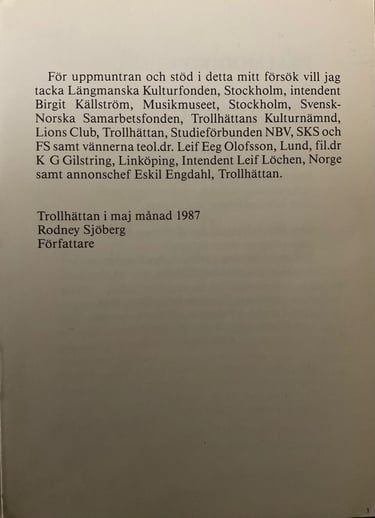 För uppmuntran och stöd i detta mitt försök vill jag
tacka Längmanska Kulturfonden, Stockholm, intendent
Birgit Källström, Musikmuseet, Stockholm, Svensk-
Norska Samarbetsfonden, Trollhättans Kulturnämnd,
Lions Club, Trollhättan, Studieförbunden NBV, SKS och
FS samt vännerna teol.dr. Leif Eeg Olofsson, Lund, fil.dr
K G Gilstring, Linköping, Intendent Leif Löchen, Norge
samt annonschef Eskil Engdahl, Trollhättan.
Trollhättan i maj månad 1987
Rodney Sjöberg
Författare